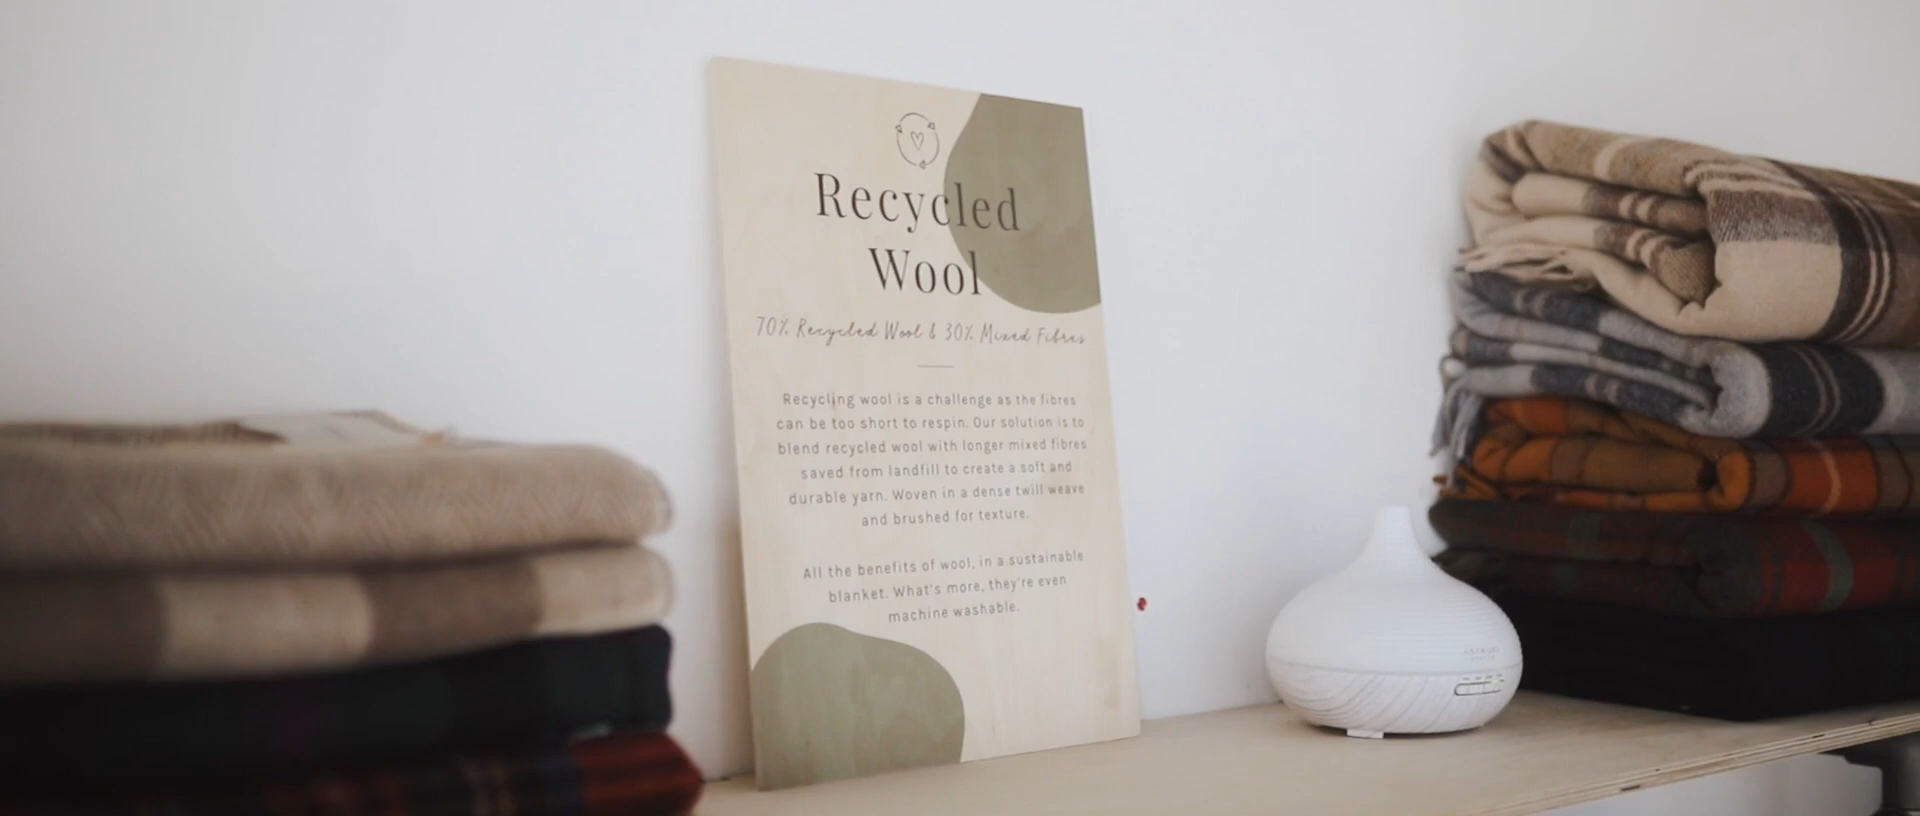 Recycled
Wool
70% Recycled Wool & 30% Mixed Fibres
Recycling wool is a challenge as the fibres
can be too short to respin. Our solution is to
blend recycled wool with longer mixed fibres
saved from landfill to create a soft and
durable yarn. Woven in a dense twill weave
and brushed for texture.
All the benefits of wool, in a sustainable
blanket. What's more, they're even
machine washable.